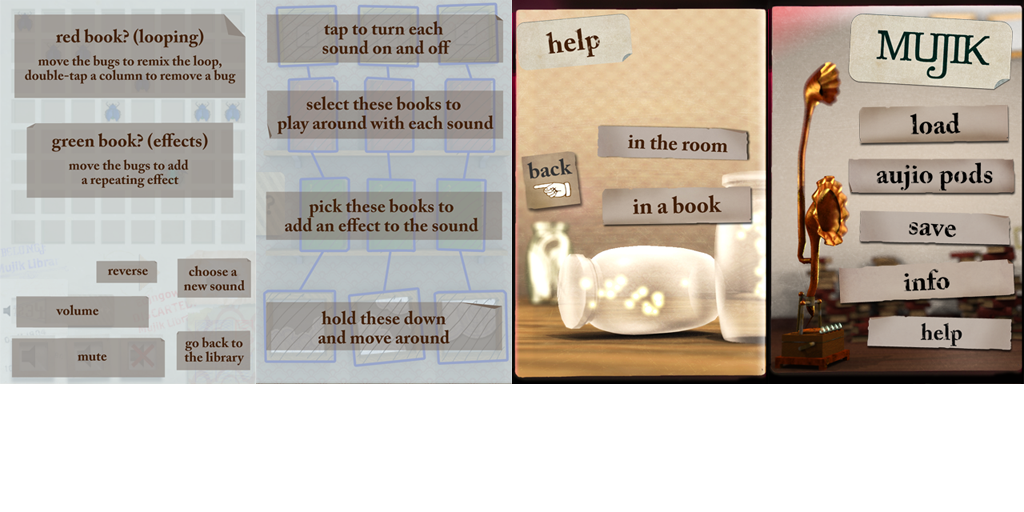 red book? (looping)
move the bugs to remix the loop,
double-tap a column to remove a bug
green book? (effects)
move the bugs to add
a repeating effect
reverse
choose a
new sound
volume
mute
go back to
the library
tap to turn each
sound on and off
select these books to
play around with each sound
pick these books to
add an effect to the sound
hold these down
and move around
help
in the room
back
in a book
MUJIK
load
aujio pods
save
info
help